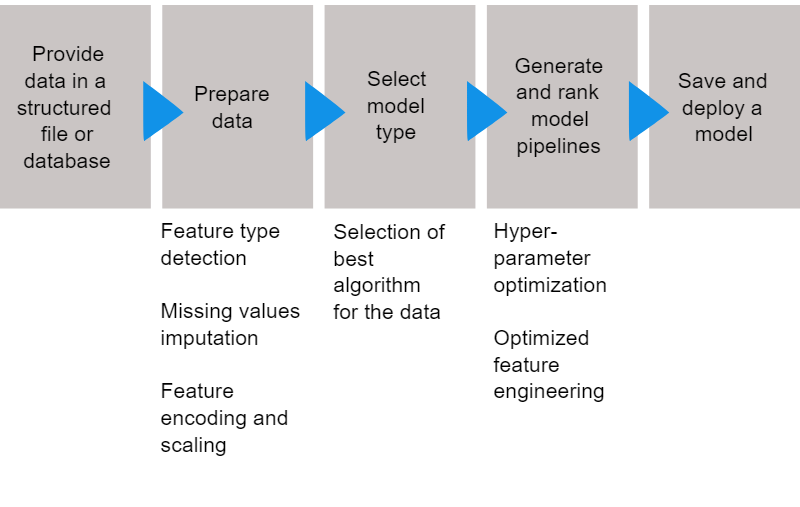 Provide
data in a
structured
file or
database
Prepare
data
Select
model
type
Generate
and rank
model
pipelines
Save and
deploy a
model
Feature type
detection
Missing values
imputation
Feature
encoding and
scaling
Selection of
best
algorithm
for the data
Hyper-
parameter
optimization
Optimized
feature
engineering